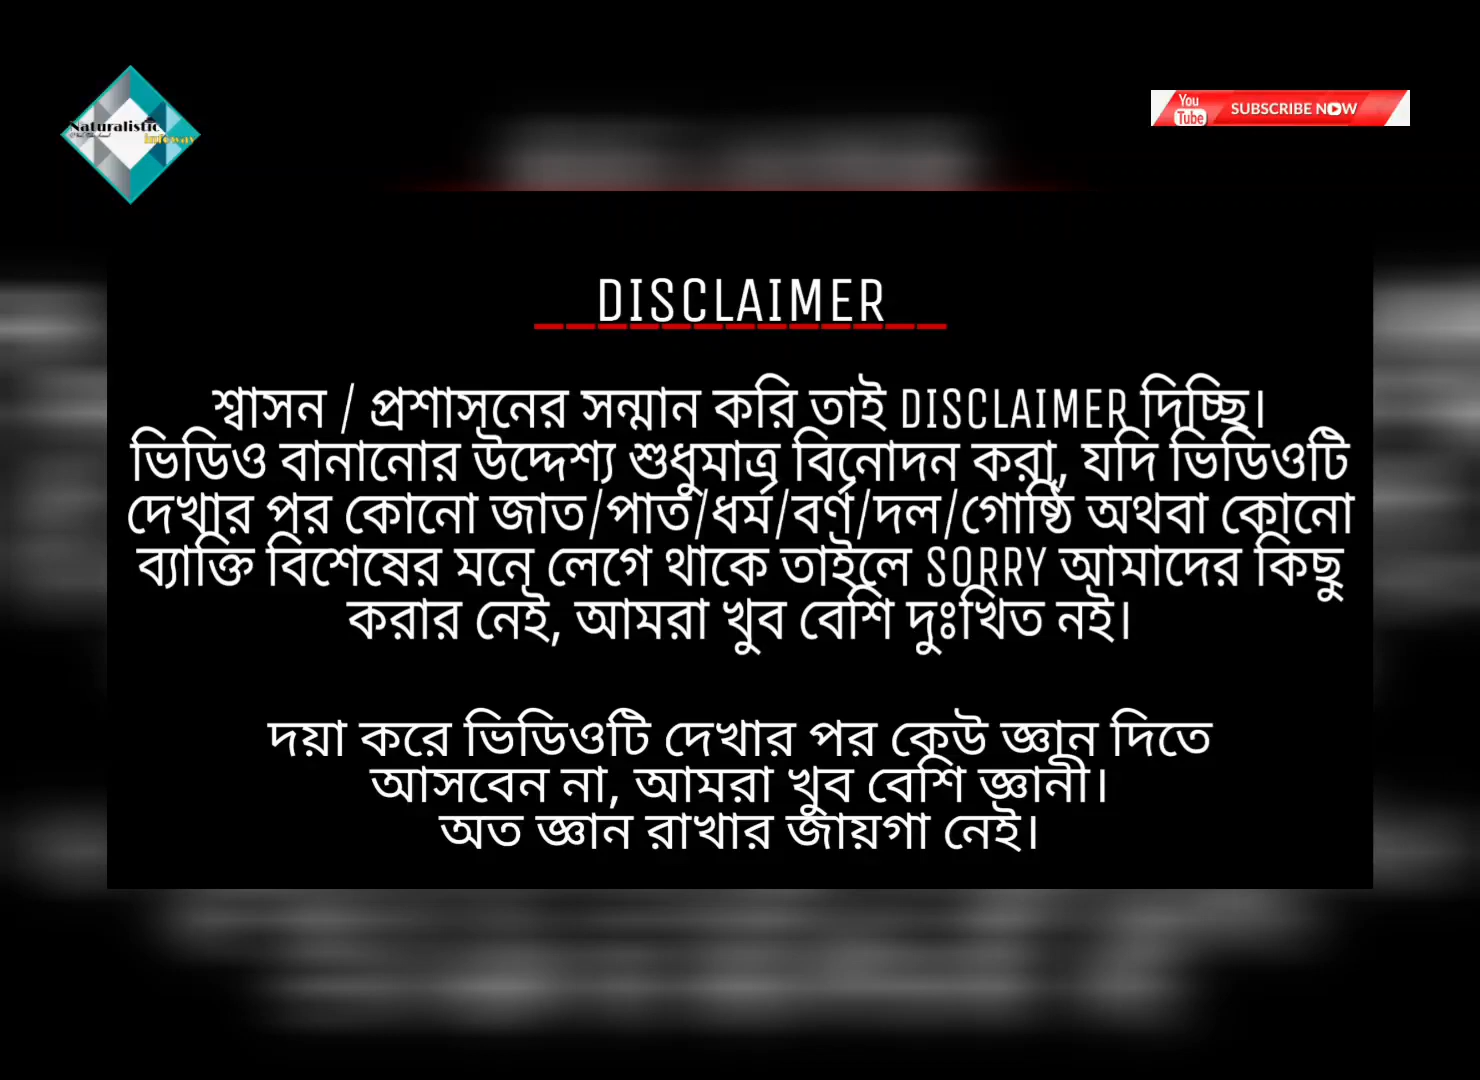 Naturalistic
Infoway
You
Tube
SUBSCRIBE NOW
DISCLAIMER
শ্বাসন / প্রশাসনের সন্মান করি তাই DISCLAIMER দিচ্ছি।
ভিডিও বানানোর উদ্দেশ্য শুধুমাত্র বিনোদন করা, যদি ভিডিওটি
দেখার পর কোনো জাত/পাত/ধর্ম/বর্ণ/দল/গোষ্ঠি অথবা কোনো
ব্যাক্তি বিশেষের মনে লেগে থাকে তাইলে SORRY আমাদের কিছু
করার নেই, আমরা খুব বেশি দুঃখিত নই।
দয়া করে ভিডিওটি দেখার পর কেউ জ্ঞান দিতে
আসবেন না, আমরা খুব বেশি জ্ঞানী।
অত জ্ঞান রাখার জায়গা নেই।